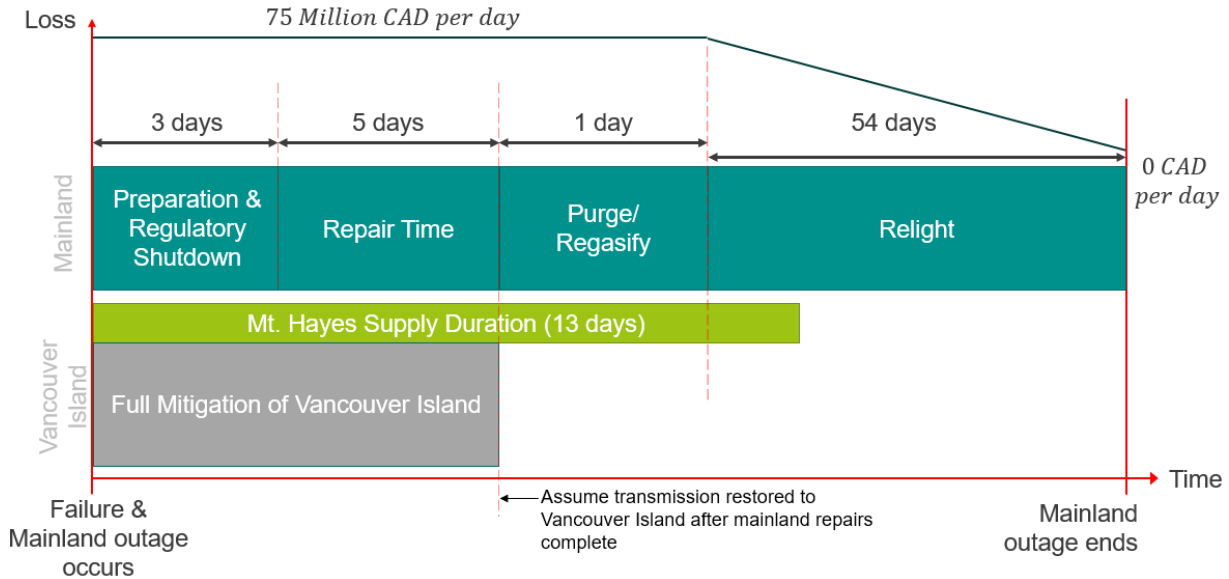 Loss
75 Million CAD per day
3 days
5 days
1 day
54 days
0 CAD
per day
Mainland
Preparation &
Regulatory
Shutdown
Repair Time
Purge/
Regasify
Relight
Mt. Hayes Supply Duration (13 days)
Vancouver
Island
Full Mitigation of Vancouver Island
Time
Failure &
Mainland outage
occurs
Assume transmission restored to
Vancouver Island after mainland repairs
complete
Mainland
outage ends